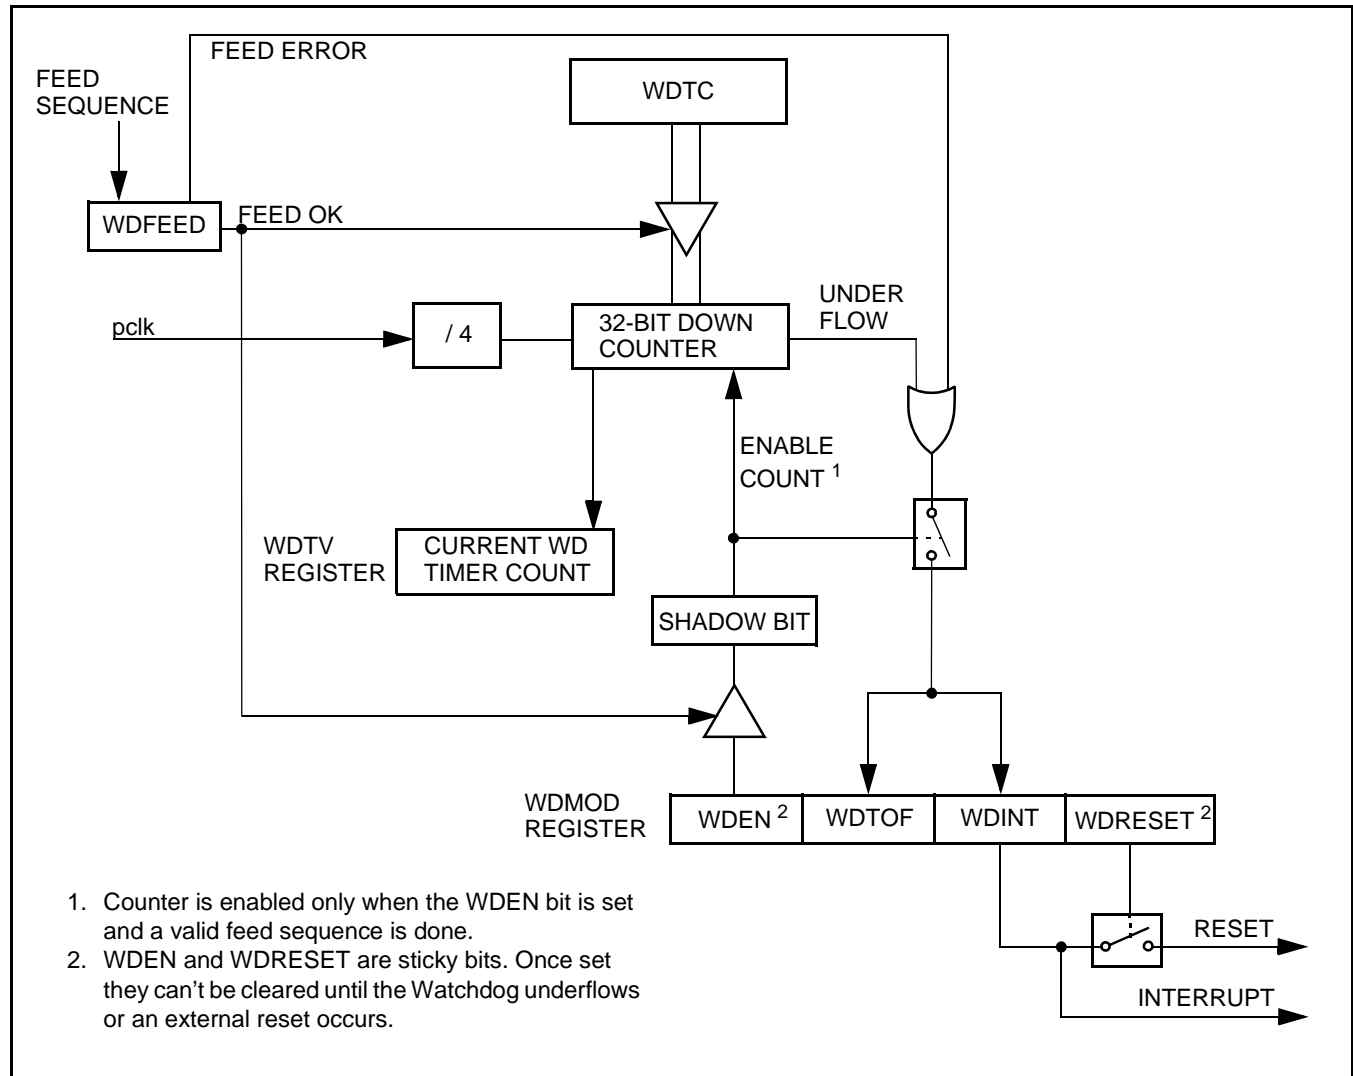 FEED ERROR
FEED
SEQUENCE
WDTC
WDFEED
FEED OK
UNDER
FLOW
pclk
/ 4
32-BIT DOWN
COUNTER
ENABLE
COUNT 1
WDTV
REGISTER
CURRENT WD
TIMER COUNT
SHADOW BIT
WDMOD
REGISTER
WDEN 2
WDTOF
WDINT
WDRESET 2
1. Counter is enabled only when the WDEN bit is set
and a valid feed sequence is done.
2. WDEN and WDRESET are sticky bits. Once set
they can't be cleared until the Watchdog underflows
or an external reset occurs.
RESET
INTERRUPT